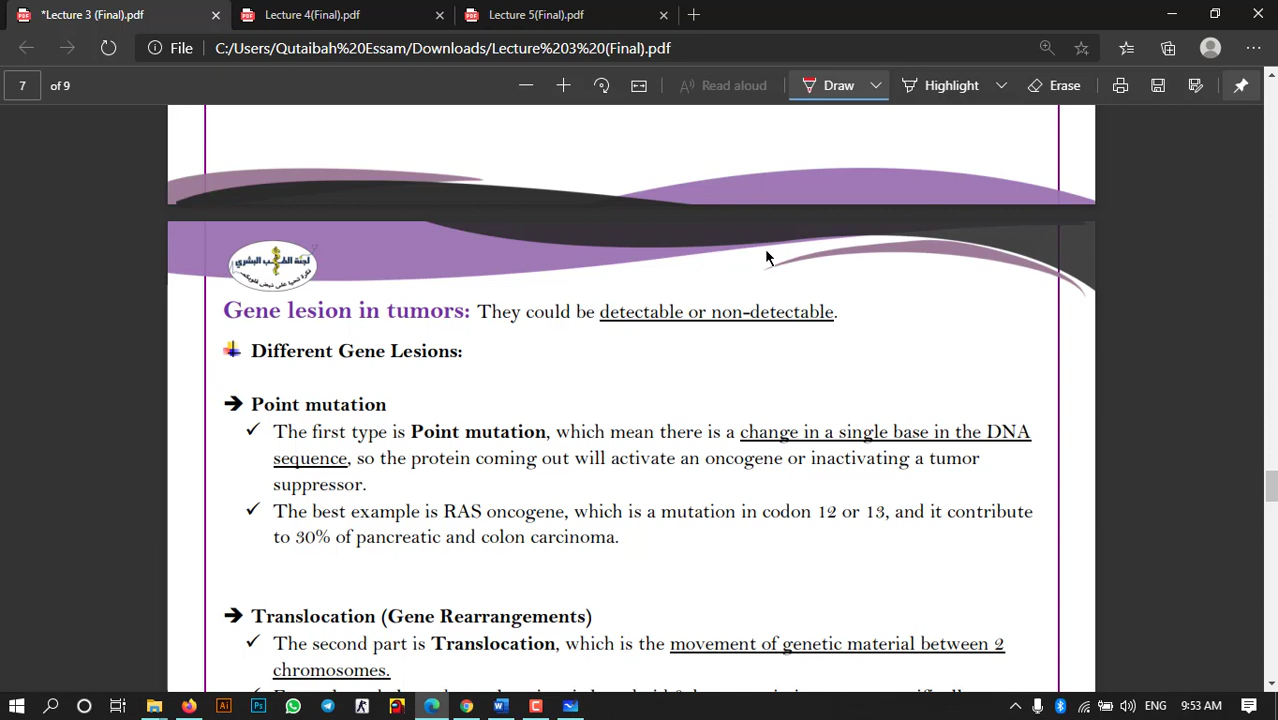 *Lecture 3 (Final).pdf
Lecture 4(Final).pdf
Lecture 5(Final).pdf
File
C:/Users/Qutaibah%20Essam/Downloads/Lecture%203%20(Final).pdf
7 of 9
Read aloud
Draw
Highlight
Erase
لجنة الطب البشري
Gene lesion in tumors: They could be detectable or non-detectable.
Different Gene Lesions:
➔ Point mutation
✓ The first type is Point mutation, which mean there is a change in a single base in the DNA
sequence, so the protein coming out will activate an oncogene or inactivating a tumor
suppressor.
✓ The best example is RAS oncogene, which is a mutation in codon 12 or 13, and it contribute
to 30% of pancreatic and colon carcinoma.
➔ Translocation (Gene Rearrangements)
✓ The second part is Translocation, which is the movement of genetic material between 2
chromosomes.
ENG
9:53 AM